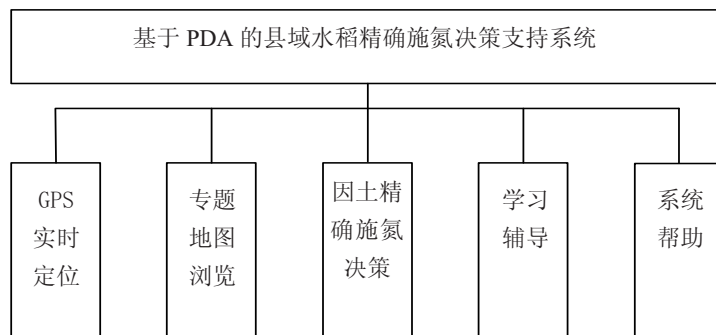 基于 PDA 的县域水稻精确施氮决策支持系统
GPS
实时
定位
专题
地图
浏览
因土精
确施氮
决策
学习
辅导
系统
帮助